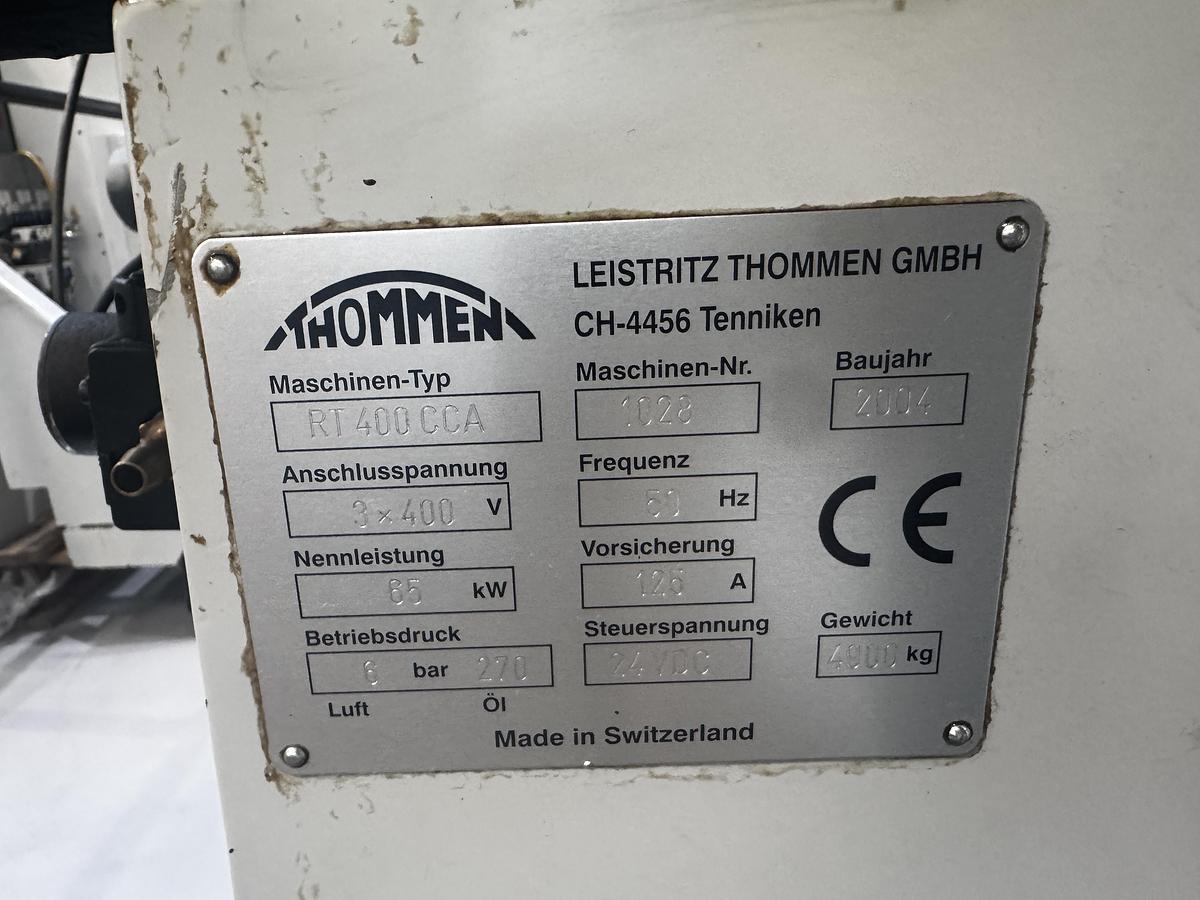 THOMMEN
LEISTRITZ THOMMEN GMBH
CH-4456 Tenniken
Maschinen-Typ
RT 400 CCA
Maschinen-Nr.
1028
Baujahr
2004
Anschlusspannung
3 × 400 V
Frequenz
50 Hz
CE
Nennleistung
kW
Vorsicherung
125 A
Betriebsdruck
6 bar 270
Luft Öl
Steuerspannung
24 VDC
Gewicht
4900 kg
Made in Switzerland